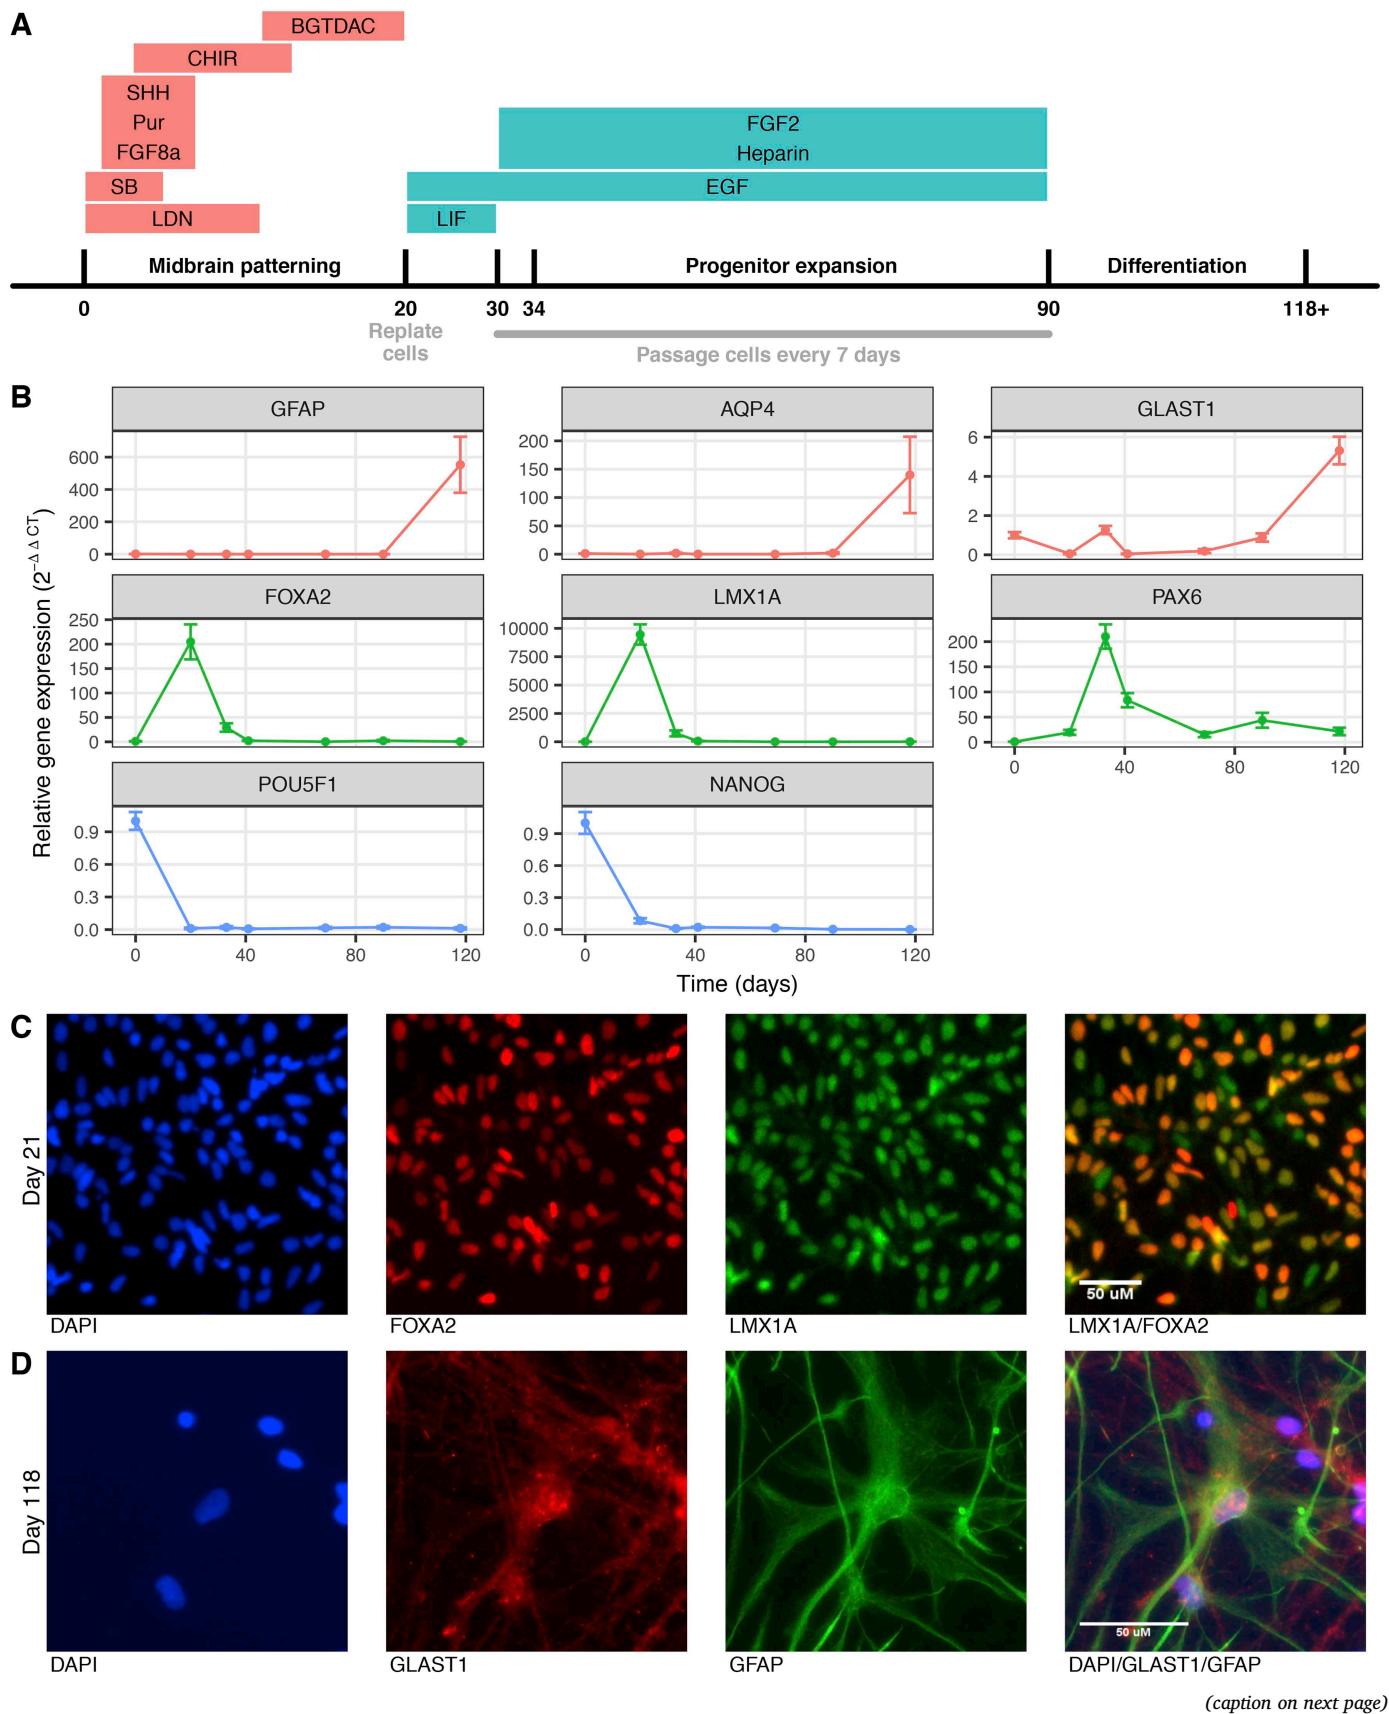 A
BGTDAC
CHIR
SHH
Pur
FGF8a
SB
LDN
FGF2
Heparin
EGF
LIF
Midbrain patterning
Progenitor expansion
Differentiation
0
20
30
34
90
118+
Replate
cells
Passage cells every 7 days
B
Relative gene expression (2^−Δ Δ CT)
GFAP
600
400
200
0
AQP4
200
150
100
50
0
GLAST1
6
4
2
0
FOXA2
250
200
150
100
50
0
LMX1A
10000
7500
5000
2500
0
PAX6
200
150
100
50
0
0 40 80 120
POU5F1
0.9
0.6
0.3
0.0
0 40 80 120
NANOG
0.9
0.6
0.3
0.0
0 40 80 120
Time (days)
C
Day 21
50 uM
DAPI
FOXA2
LMX1A
LMX1A/FOXA2
D
Day 118
50 uM
DAPI
GLAST1
GFAP
DAPI/GLAST1/GFAP
(caption on next page)